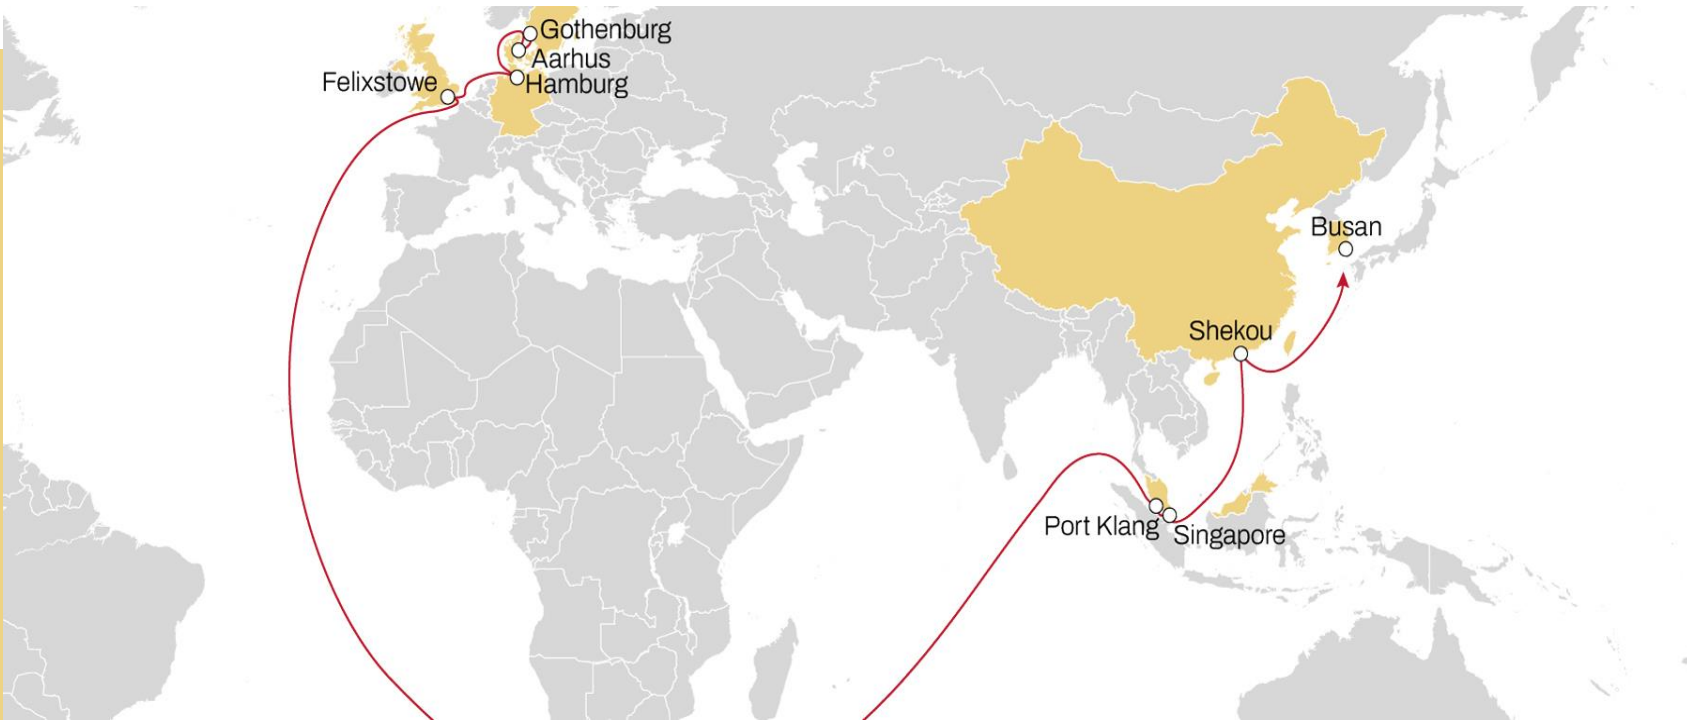 Gothenburg
Aarhus
Felixstowe
Hamburg
Busan
Shekou
Port Klang
Singapore